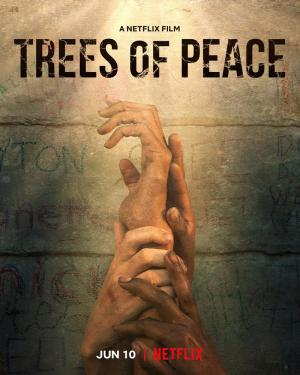 A NETFLIX FILM
TREES OF PEACE
JUN 10 | NETFLIX